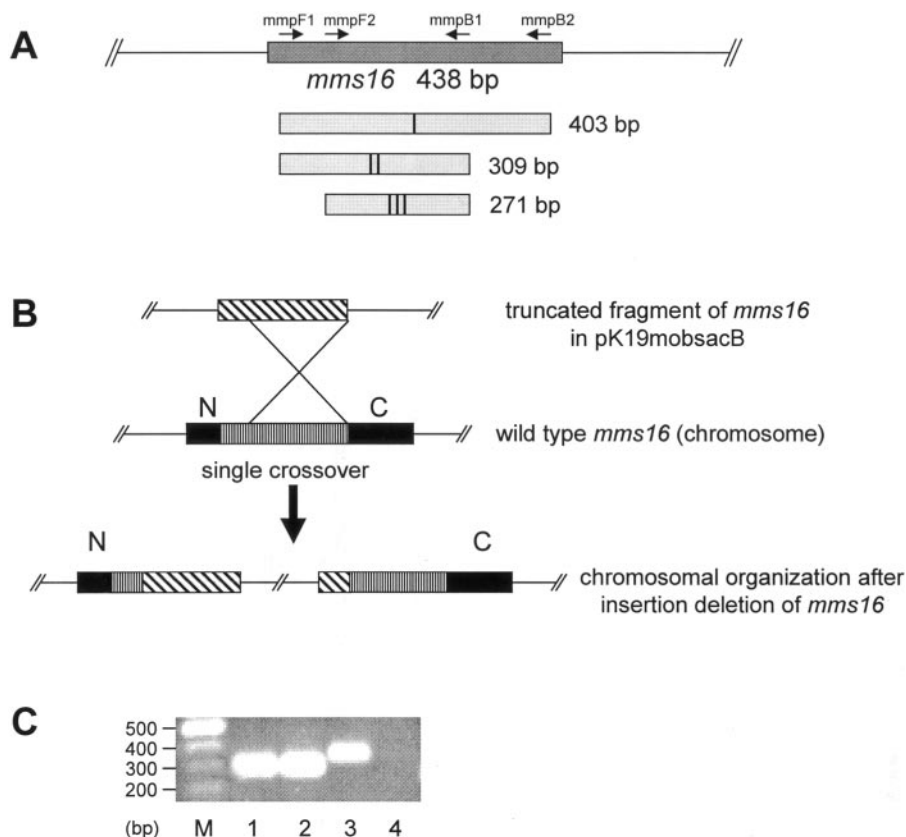 A
mmpF1 mmpF2 mmpB1 mmpB2
mms16 438 bp
403 bp
309 bp
271 bp
B
truncated fragment of mms16
in pK19mobsacB
N C
wild type mms16 (chromosome)
single crossover
N C
chromosomal organization after
insertion deletion of mms16
C
500
400
300
200
(bp) M 1 2 3 4